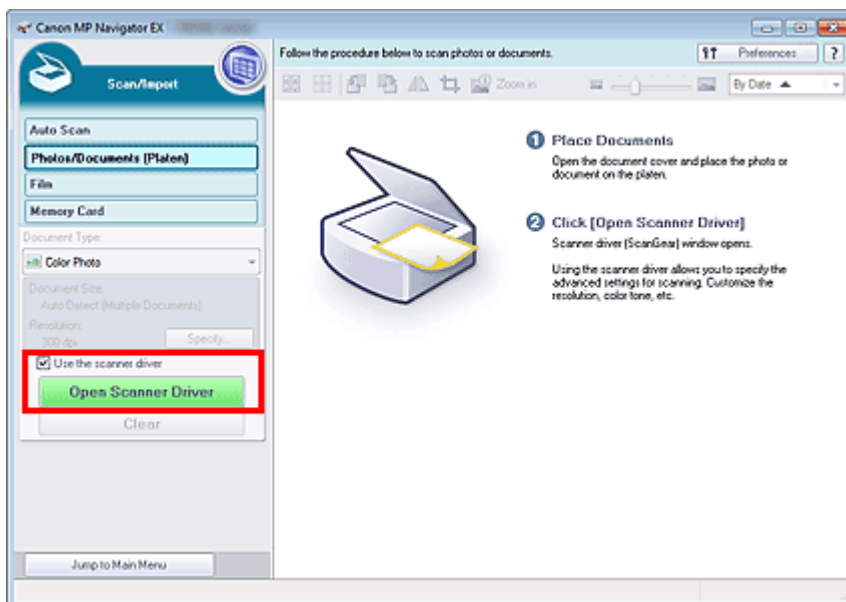 Canon MP Navigator EX
Scan/Import
Auto Scan
Photos/Documents (Platen)
Film
Memory Card
Document Type:
Color Photo
Document Size:
Auto Detect (Multiple Documents)
Resolution:
300 dpi
Specify...
Use the scanner driver
Open Scanner Driver
Clear
Jump to Main Menu
Follow the procedure below to scan photos or documents.
Preferences
?
Zoom in
By Date
1 Place Documents
Open the document cover and place the photo or
document on the platen.
2 Click [Open Scanner Driver]
Scanner driver (ScanGear) window opens.
Using the scanner driver allows you to specify the
advanced settings for scanning. Customize the
resolution, color tone, etc.